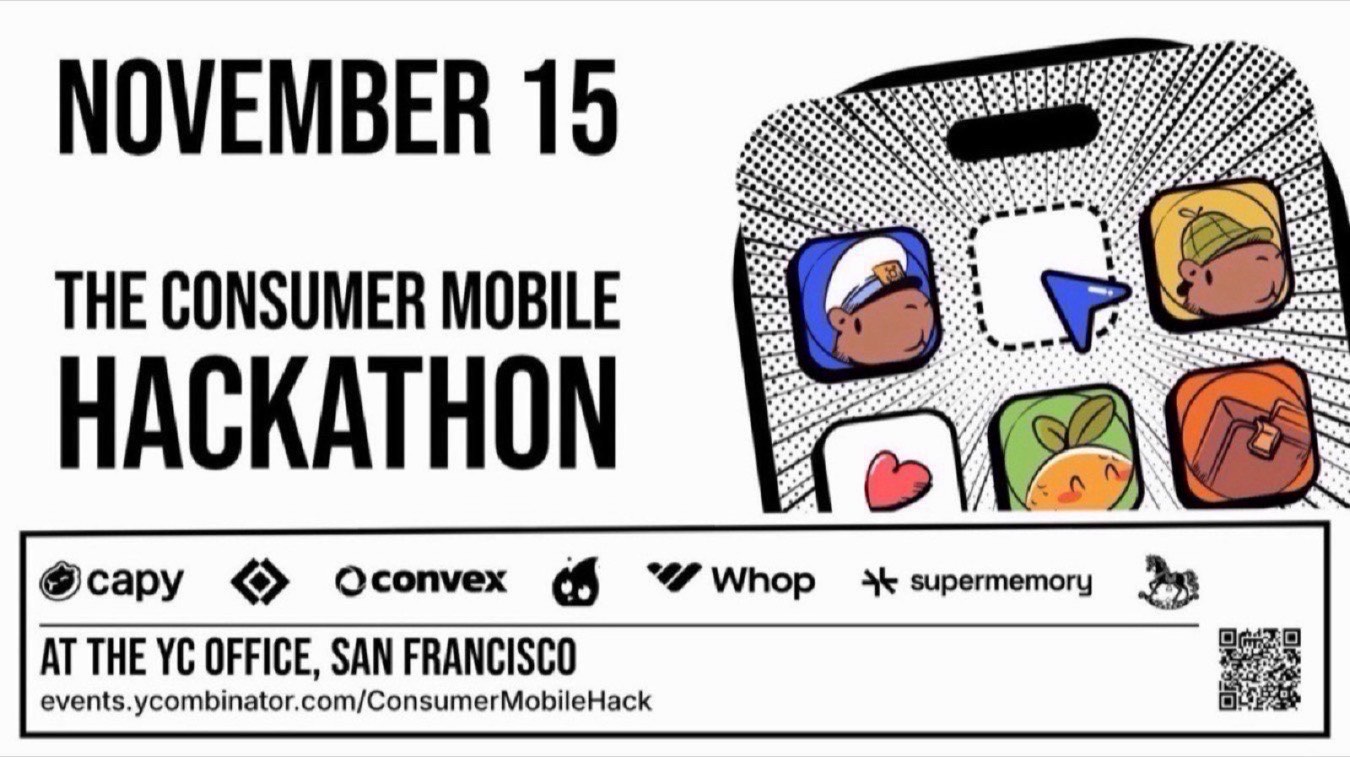 NOVEMBER 15
THE CONSUMER MOBILE
HACKATHON
capy
convex
Whop
supermemory
AT THE YC OFFICE, SAN FRANCISCO
events.ycombinator.com/ConsumerMobileHack